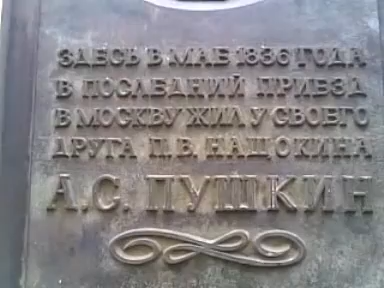 ЗДЕСЬ В МАЕ 1836 ГОДА
В ПОСЛЕДНИЙ ПРИЕЗД
В МОСКВУ ЖИЛ У СВОЕГО
ДРУГА П.В. НАЩОКИНА
А.С. ПУШКИН